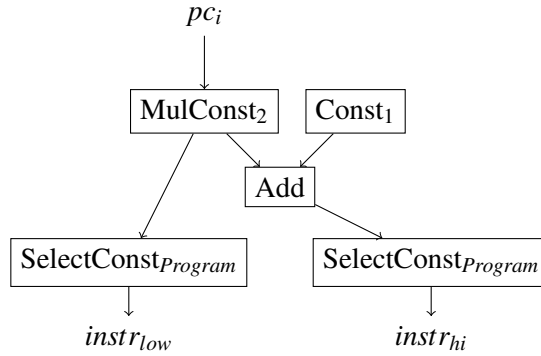 pc_i
MulConst_2 Const_1
Add
SelectConst_Program SelectConst_Program
instr_low instr_hi